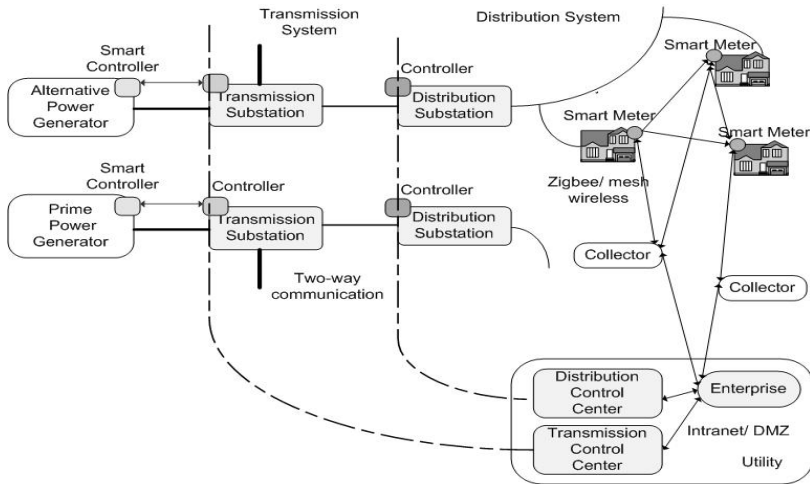 Transmission
System
Distribution System
Smart
Controller
Controller
Smart Meter
Alternative
Power
Generator
Transmission
Substation
Distribution
Substation
Smart Meter
Smart Meter
Smart
Controller
Controller
Controller
Zigbee/ mesh
wireless
Prime
Power
Generator
Transmission
Substation
Distribution
Substation
Two-way
communication
Collector
Collector
Distribution
Control
Center
Enterprise
Transmission
Control
Center
Intranet/ DMZ
Utility